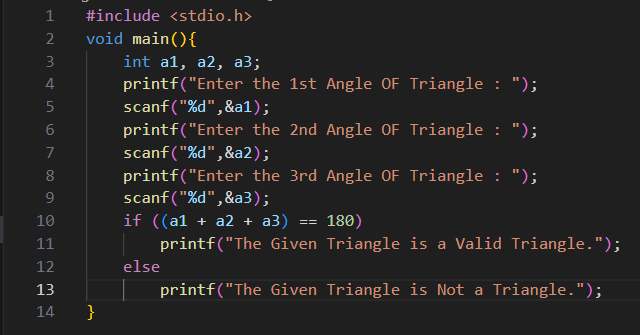 1 #include <stdio.h>
2 void main(){
3 int a1, a2, a3;
4 printf("Enter the 1st Angle OF Triangle : ");
5 scanf("%d",&a1);
6 printf("Enter the 2nd Angle OF Triangle : ");
7 scanf("%d",&a2);
8 printf("Enter the 3rd Angle OF Triangle : ");
9 scanf("%d",&a3);
10 if ((a1 + a2 + a3) == 180)
11 printf("The Given Triangle is a Valid Triangle.");
12 else
13 printf("The Given Triangle is Not a Triangle.");
14 }